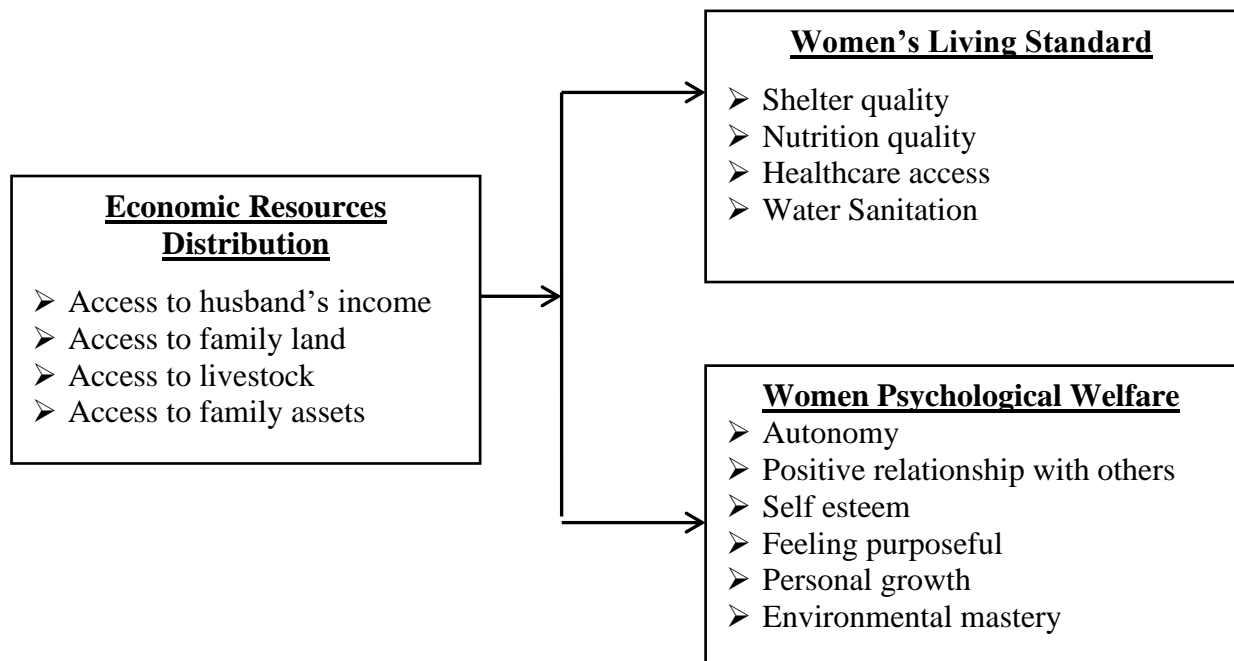 Economic Resources
Distribution
➢ Access to husband’s income
➢ Access to family land
➢ Access to livestock
➢ Access to family assets
Women’s Living Standard
➢ Shelter quality
➢ Nutrition quality
➢ Healthcare access
➢ Water Sanitation
Women Psychological Welfare
➢ Autonomy
➢ Positive relationship with others
➢ Self esteem
➢ Feeling purposeful
➢ Personal growth
➢ Environmental mastery